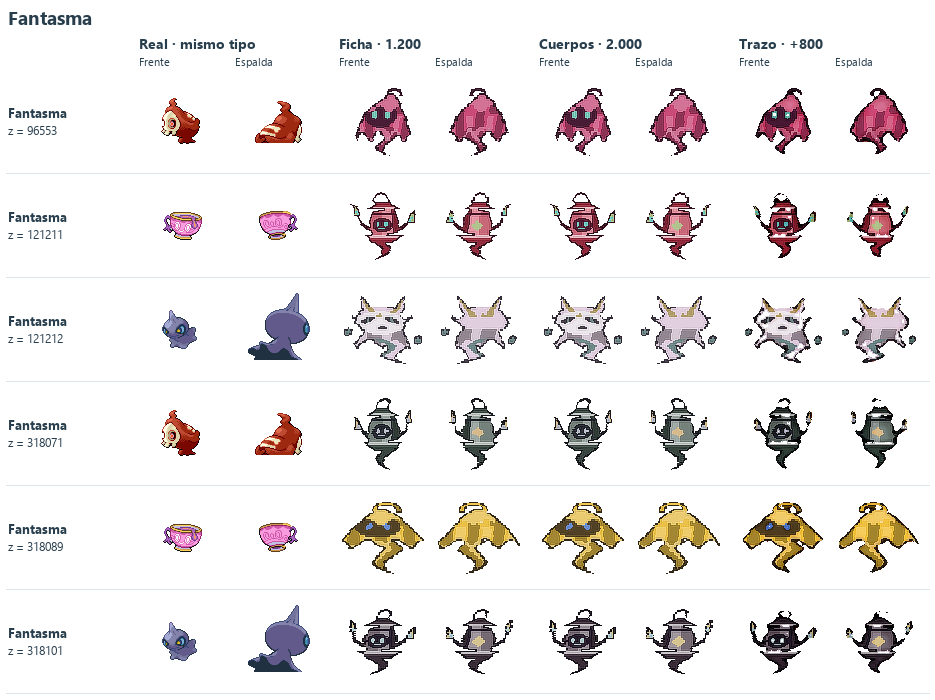 Fantasma
Real · mismo tipo
Ficha · 1.200
Cuerpos · 2.000
Trazo · +800
Frente
Espalda
Frente
Espalda
Frente
Espalda
Frente
Espalda
Fantasma
z = 96553
Fantasma
z = 121211
Fantasma
z = 121212
Fantasma
z = 318071
Fantasma
z = 318089
Fantasma
z = 318101